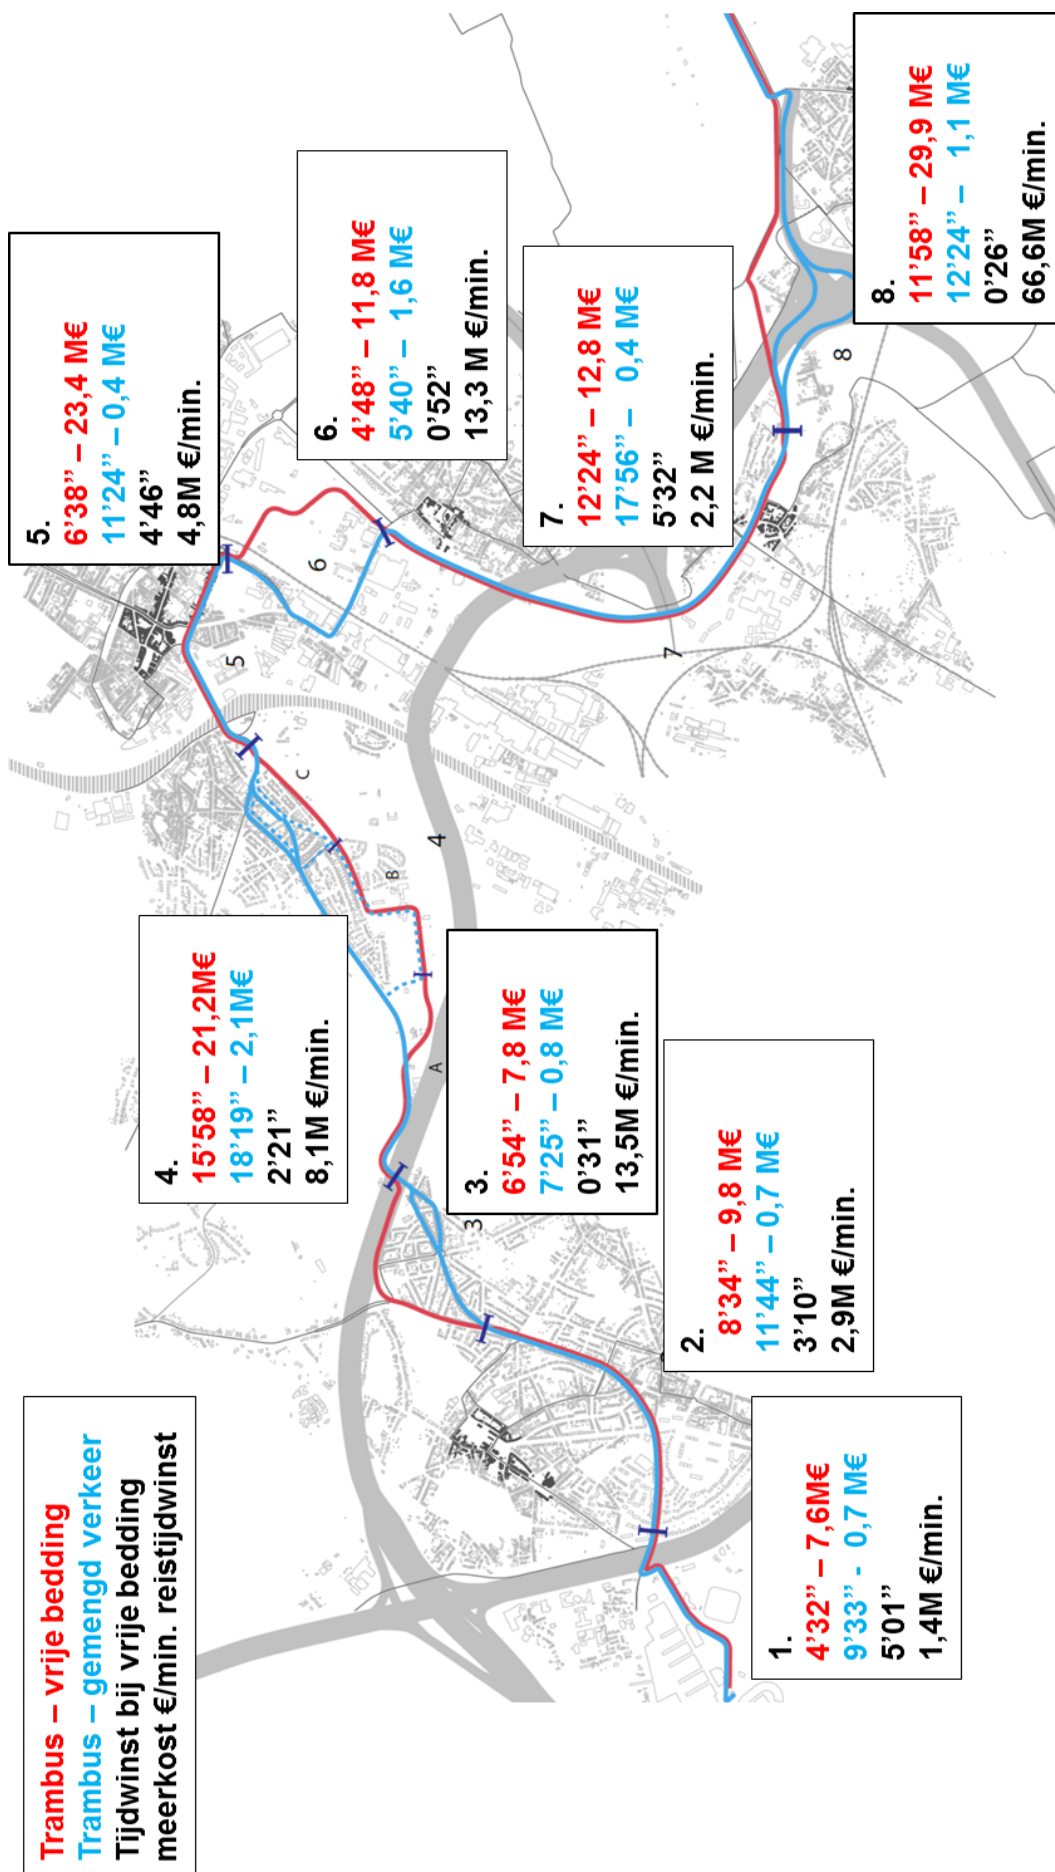 Trambus – vrije bedding
Trambus – gemengd verkeer
Tijdwinst bij vrije bedding
meerkost €/min. reistijdwinst
1.
4’32” – 7,6M€
9’33” - 0,7 M€
5’01”
1,4M €/min.
2.
8’34” – 9,8 M€
11’44” – 0,7 M€
3’10”
2,9M €/min.
3.
6’54” – 7,8 M€
7’25” – 0,8 M€
0’31”
13,5M €/min.
4.
15’58” – 21,2M€
18’19” – 2,1M€
2’21”
8,1M €/min.
5.
6’38” – 23,4 M€
11’24” – 0,4 M€
4’46”
4,8M €/min.
6.
4’48” – 11,8 M€
5’40” – 1,6 M€
0’52”
13,3 M €/min.
7.
12’24” – 12,8 M€
17’56” – 0,4 M€
5’32”
2,2 M €/min.
8.
11’58” – 29,9 M€
12’24” – 1,1 M€
0’26”
66,6M €/min.
3
A
B
C
4
5
6
7
8